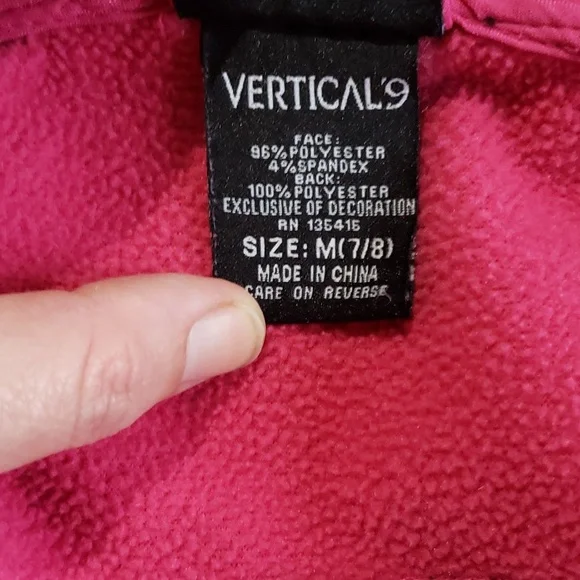 VERTICAL'9
FACE:
96%POLYESTER
4%SPANDEX
BACK:
100%POLYESTER
EXCLUSIVE OF DECORATION
RN 135415
SIZE: M(7/8)
MADE IN CHINA
CARE ON REVERSE